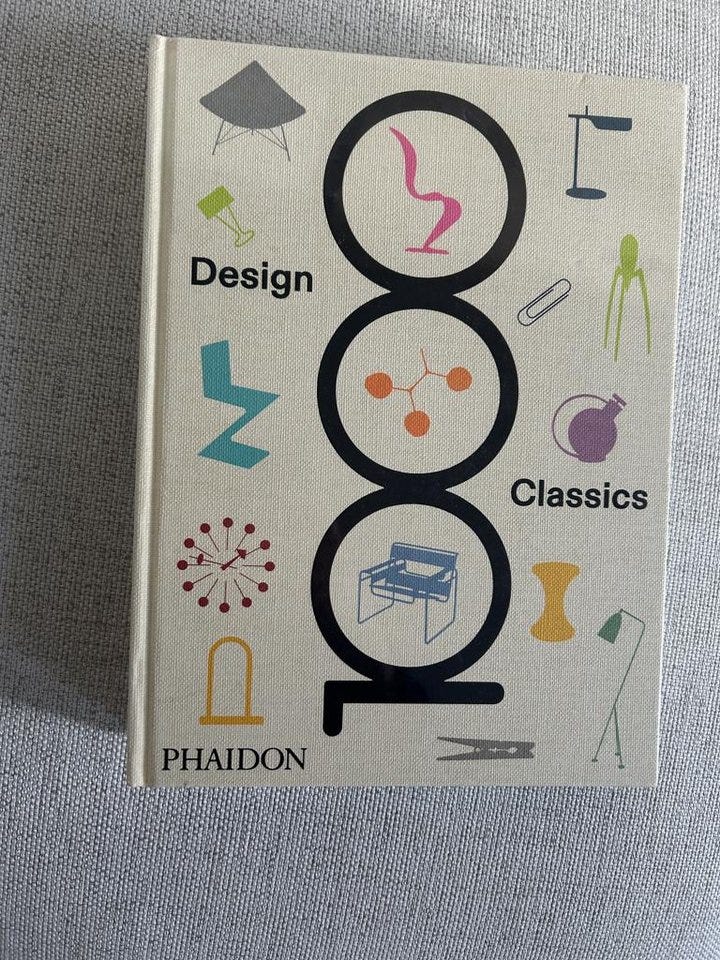 Design
1000
Classics
PHAIDON